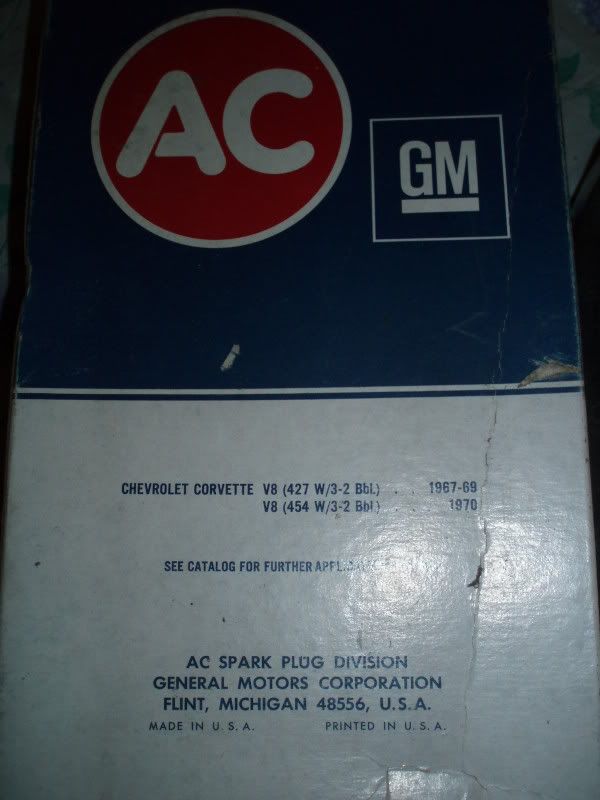 AC
GM
CHEVROLET CORVETTE V8 (427 W/3-2 Bbl.) . . 1967-69
V8 (454 W/3-2 Bbl) . . 1970
SEE CATALOG FOR FURTHER
AC SPARK PLUG DIVISION
GENERAL MOTORS CORPORATION
FLINT, MICHIGAN 48556, U.S.A.
MADE IN U.S.A. PRINTED IN U.S.A.